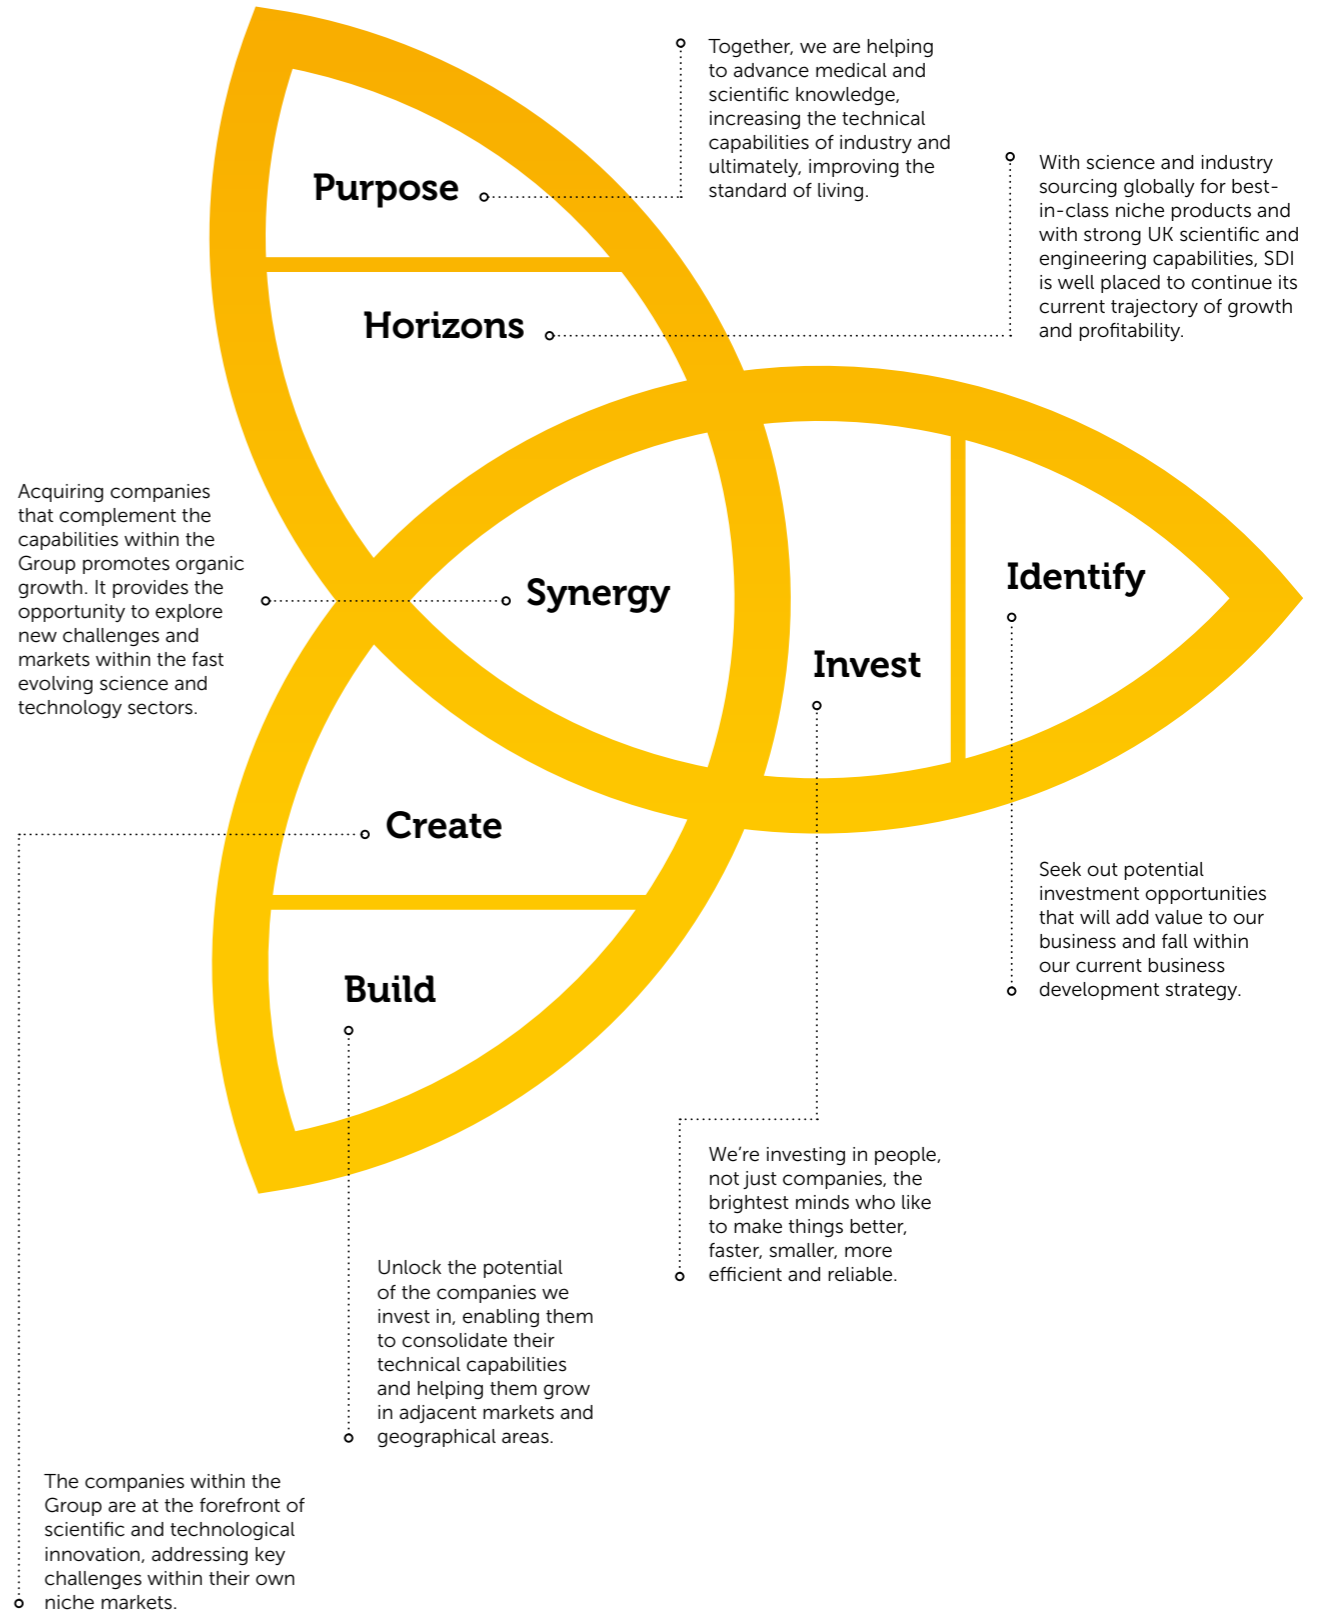 Together, we are helping
to advance medical and
scientific knowledge,
increasing the technical
capabilities of industry and
ultimately, improving the
standard of living.
Purpose
With science and industry
sourcing globally for best-
in-class niche products and
with strong UK scientific and
engineering capabilities, SDI
is well placed to continue its
current trajectory of growth
and profitability.
Horizons
Acquiring companies
that complement the
capabilities within the
Group promotes organic
growth. It provides the
opportunity to explore
new challenges and
markets within the fast
evolving science and
technology sectors.
Synergy
Identify
Invest
Create
Seek out potential
investment opportunities
that will add value to our
business and fall within
our current business
development strategy.
Build
We’re investing in people,
not just companies, the
brightest minds who like
to make things better,
faster, smaller, more
efficient and reliable.
Unlock the potential
of the companies we
invest in, enabling them
to consolidate their
technical capabilities
and helping them grow
in adjacent markets and
geographical areas.
The companies within the
Group are at the forefront of
scientific and technological
innovation, addressing key
challenges within their own
niche markets.